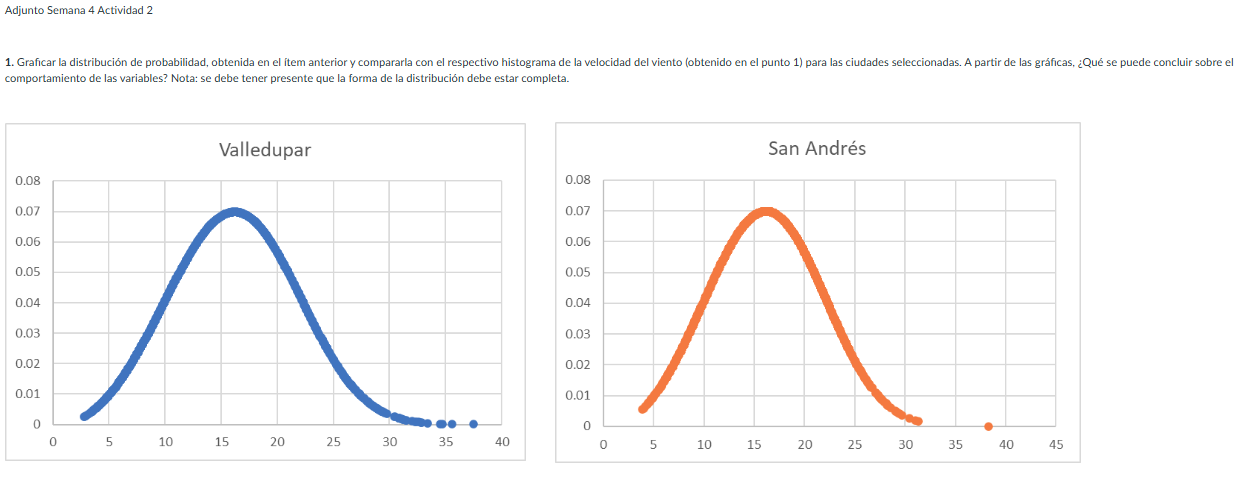 Adjunto Semana 4 Actividad 2
1. Graficar la distribución de probabilidad, obtenida en el ítem anterior y compararla con el respectivo histograma de la velocidad del viento (obtenido en el punto 1) para las ciudades seleccionadas. A partir de las gráficas, ¿Qué se puede concluir sobre el
comportamiento de las variables? Nota: se debe tener presente que la forma de la distribución debe estar completa.
Valledupar
0.08
0.07
0.06
0.05
0.04
0.03
0.02
0.01
0
0 5 10 15 20 25 30 35 40
San Andrés
0.08
0.07
0.06
0.05
0.04
0.03
0.02
0.01
0
0 5 10 15 20 25 30 35 40 45